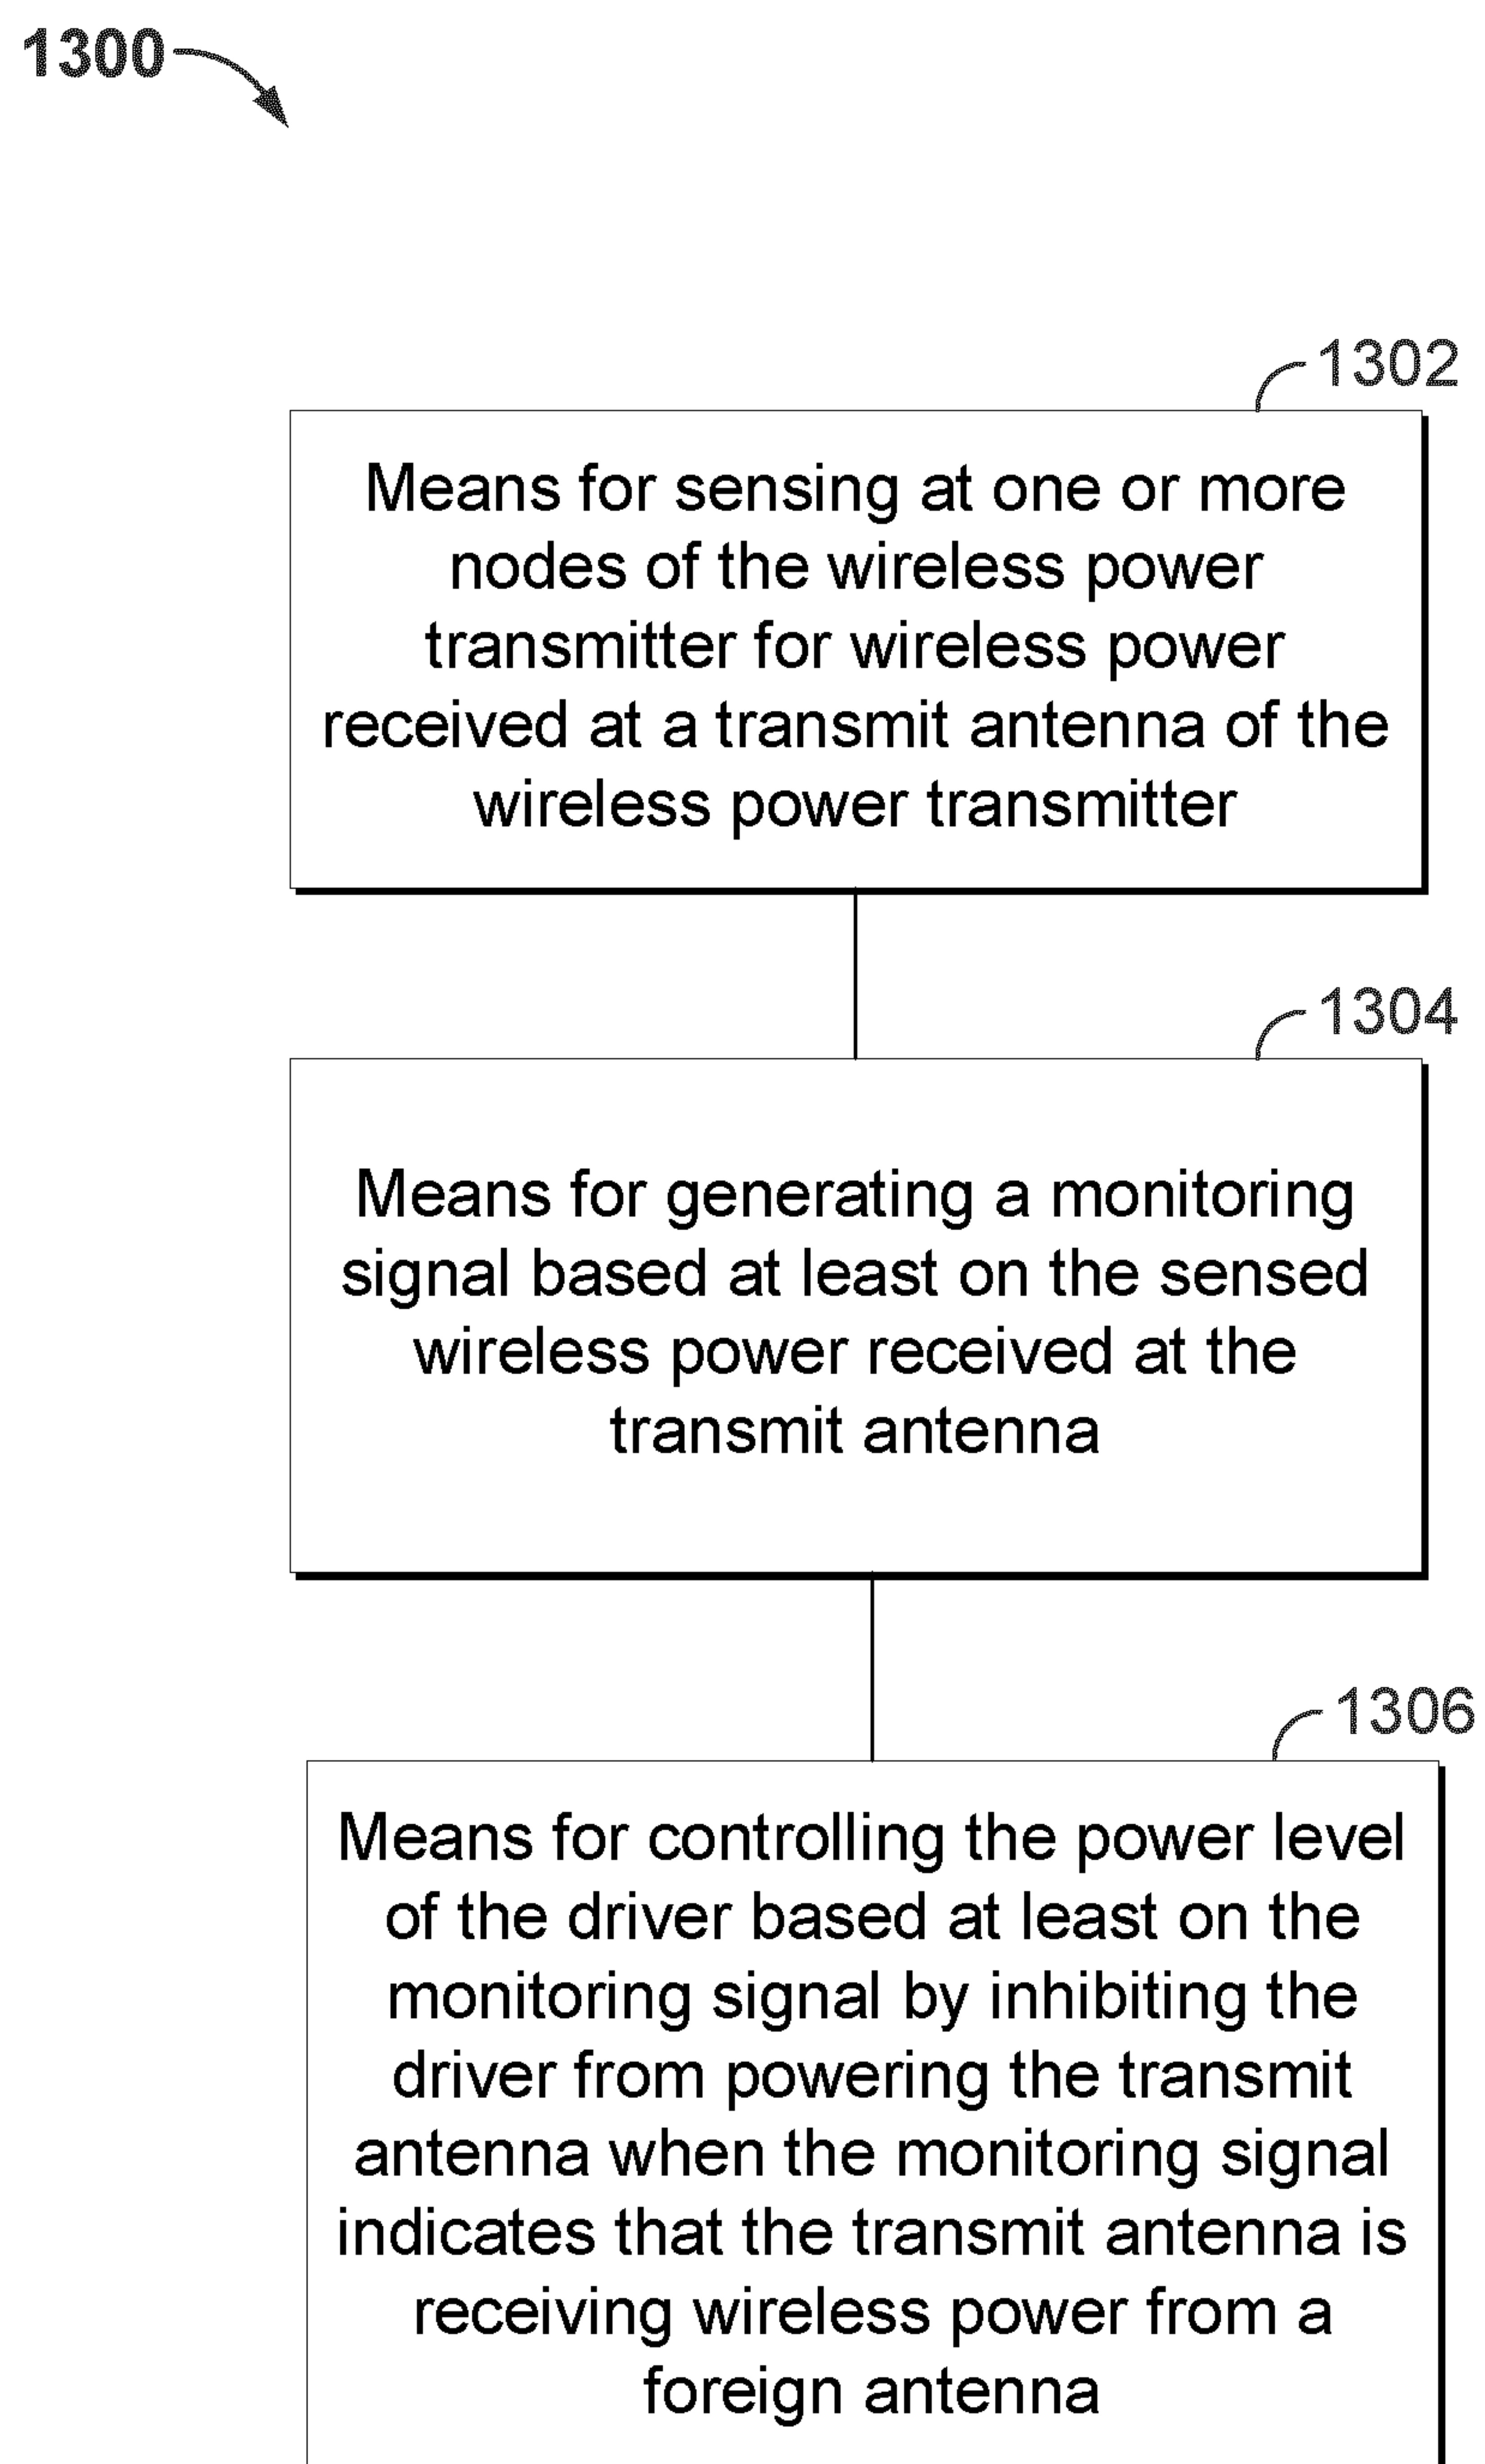 1300
1302
Means for sensing at one or more
nodes of the wireless power
transmitter for wireless power
received at a transmit antenna of the
wireless power transmitter
1304
Means for generating a monitoring
signal based at least on the sensed
wireless power received at the
transmit antenna
1306
Means for controlling the power level
of the driver based at least on the
monitoring signal by inhibiting the
driver from powering the transmit
antenna when the monitoring signal
indicates that the transmit antenna is
receiving wireless power from a
foreign antenna